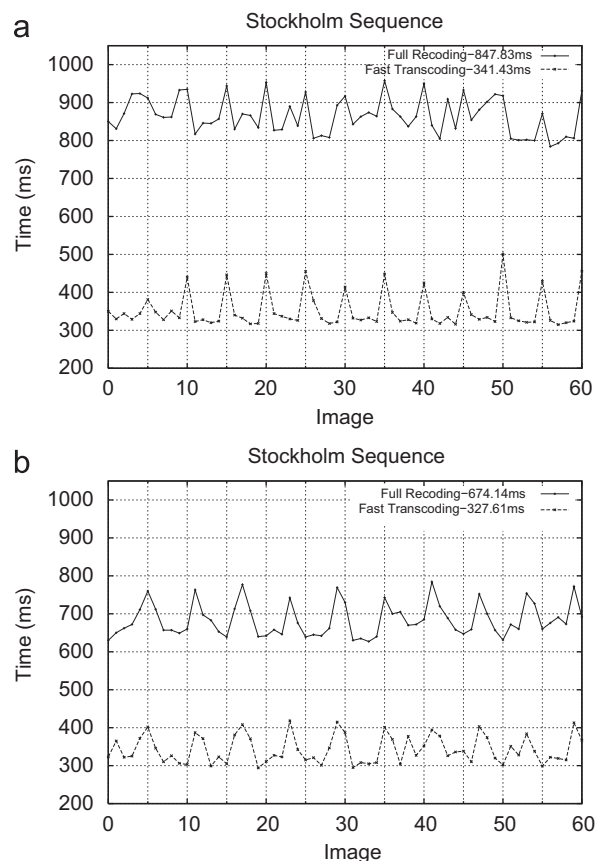 a
Stockholm Sequence
Full Recoding−847.83ms
Fast Transcoding−341.43ms
1000
900
800
700
600
500
400
300
200
Time (ms)
0 10 20 30 40 50 60
Image
b
Stockholm Sequence
Full Recoding−674.14ms
Fast Transcoding−327.61ms
1000
900
800
700
600
500
400
300
200
Time (ms)
0 10 20 30 40 50 60
Image